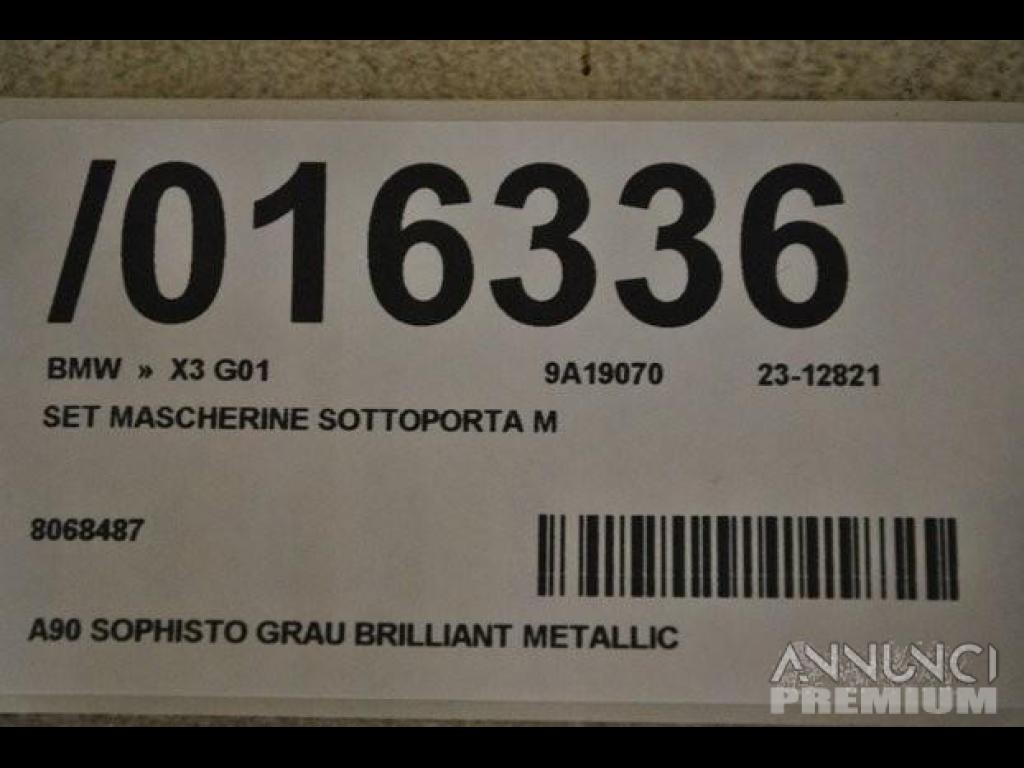 /016336
BMW » X3 G01 9A19070 23-12821
SET MASCHERINE SOTTOPORTA M
8068487
A90 SOPHISTO GRAU BRILLIANT METALLIC
ANNUNCI
PREMIUM